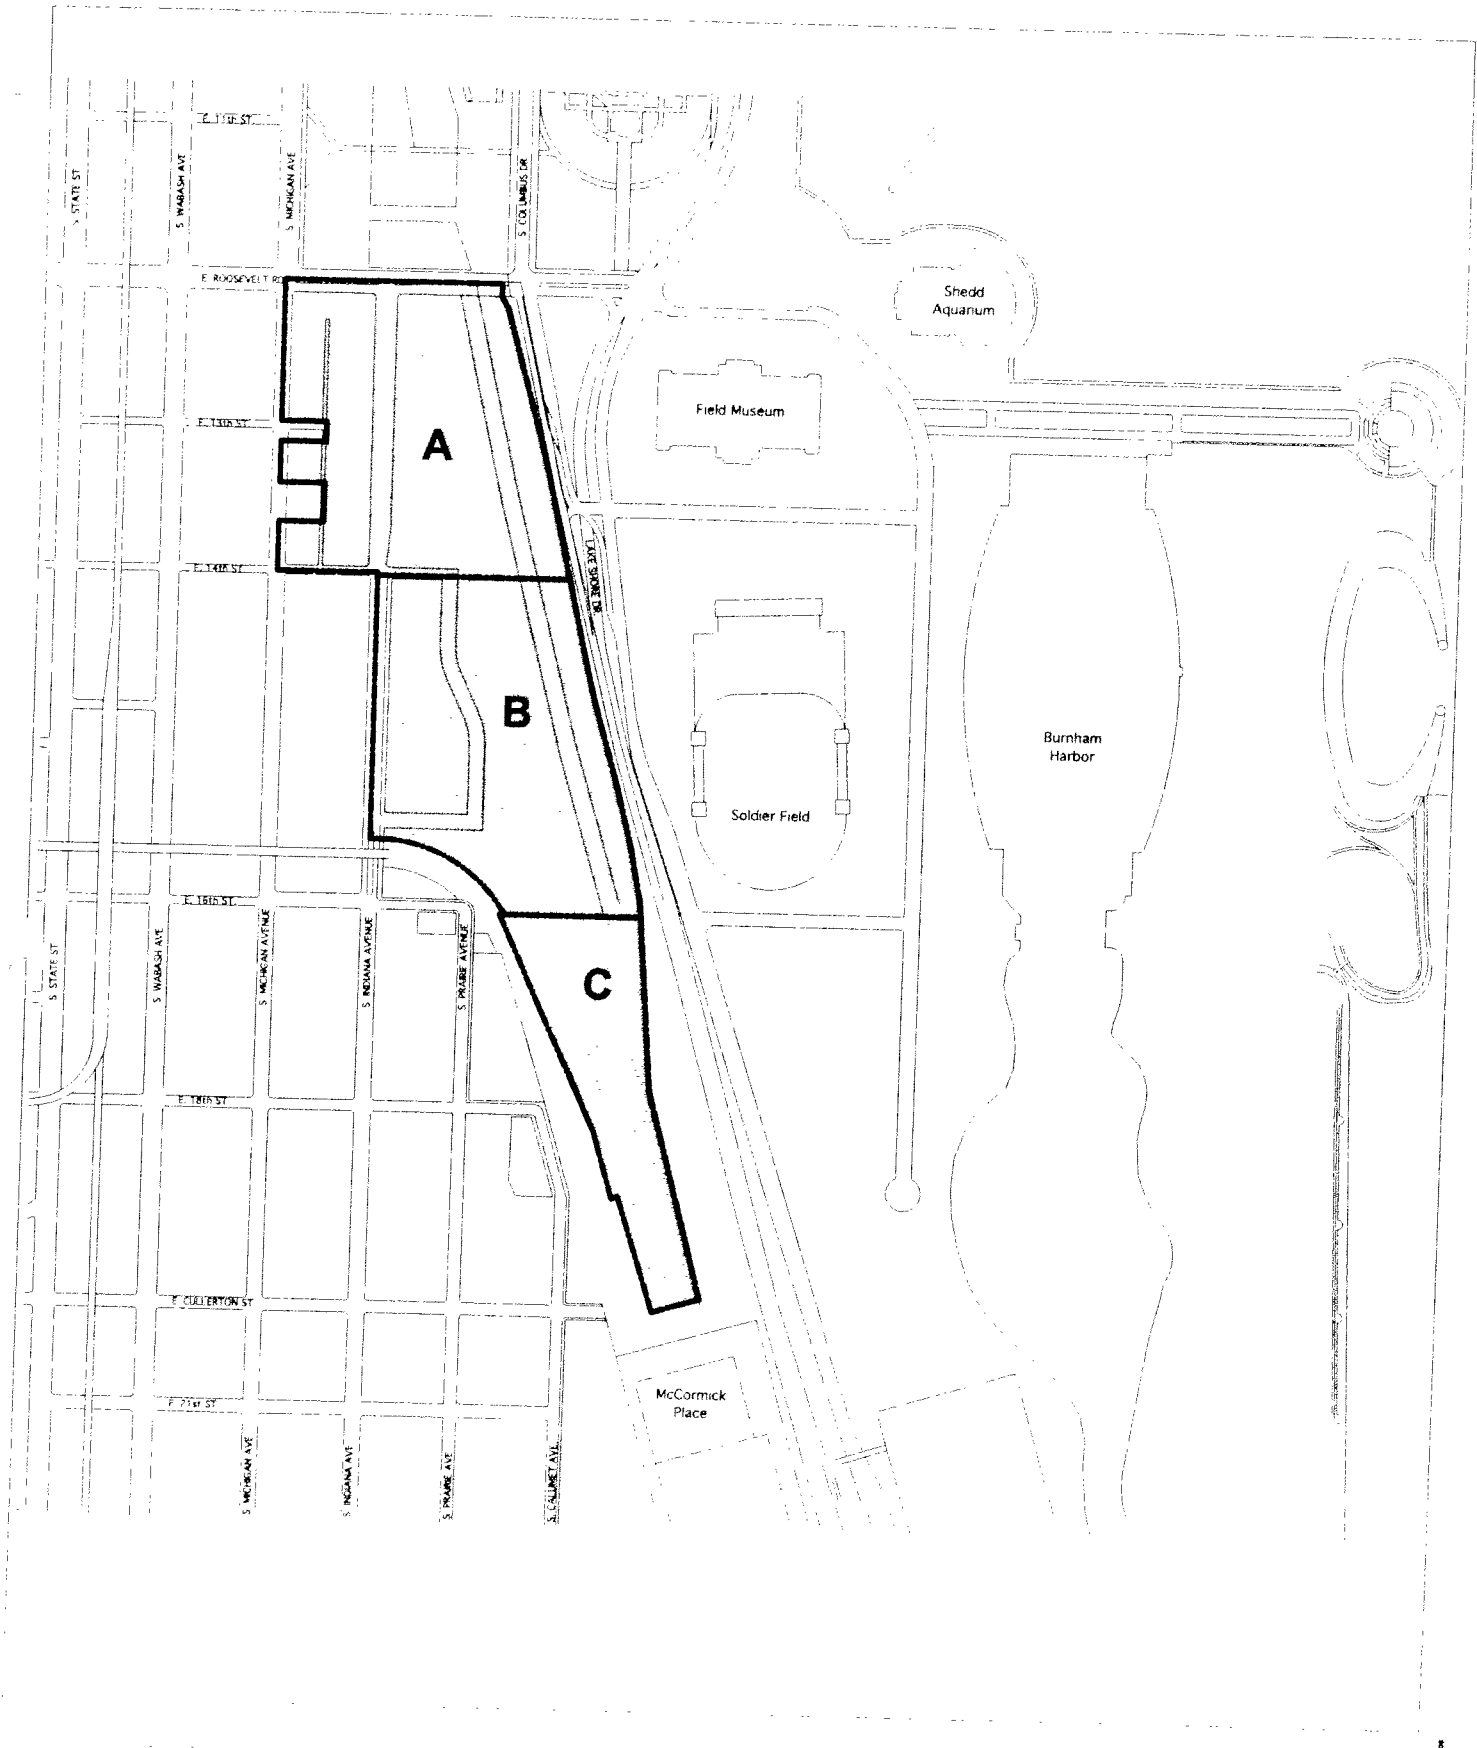 E. 11th ST.
S. STATE ST
S. WABASH AVE
S. MICHIGAN AVE
S. COLUMBUS DR.
E. ROOSEVELT RD
Shedd
Aquarium
Field Museum
E. 13th ST.
A
E. 14th ST.
LAKE SHORE DR.
B
Burnham
Harbor
Soldier Field
E. 16th ST.
S. STATE ST
S. WABASH AVE
S. MICHIGAN AVENUE
S. INDIANA AVENUE
S. PRAIRIE AVENUE
C
E. 18th ST
E. CULLERTON ST
McCormick
Place
E. 21st ST
S. MICHIGAN AVE
S. INDIANA AVE
S. PRAIRIE AVE
S. CALUMET AVE.